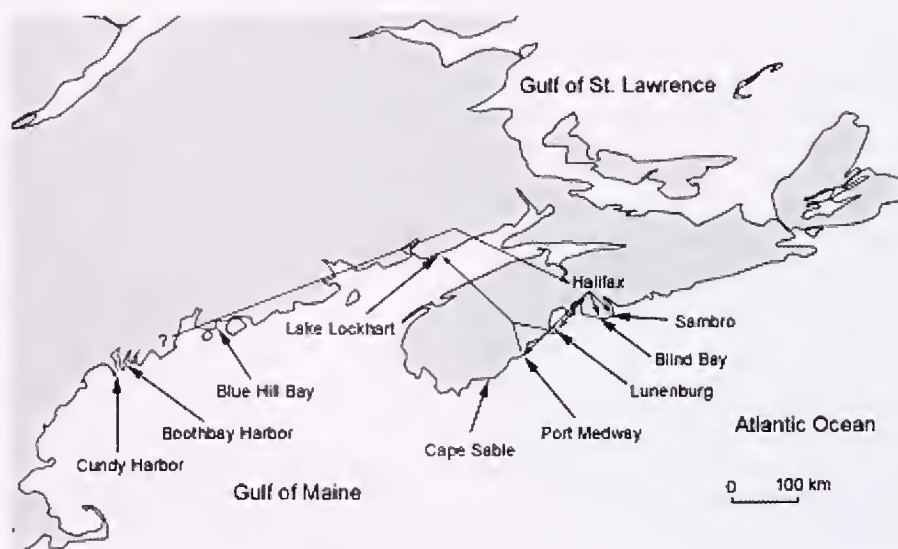 Gulf of St. Lawrence
Halifax
Lake Lockhart
Sambro
Blind Bay
?
Blue Hill Bay
Lunenburg
Boothbay Harbor
Port Medway
Atlantic Ocean
Cape Sable
Cundy Harbor
Gulf of Maine
0 100 km